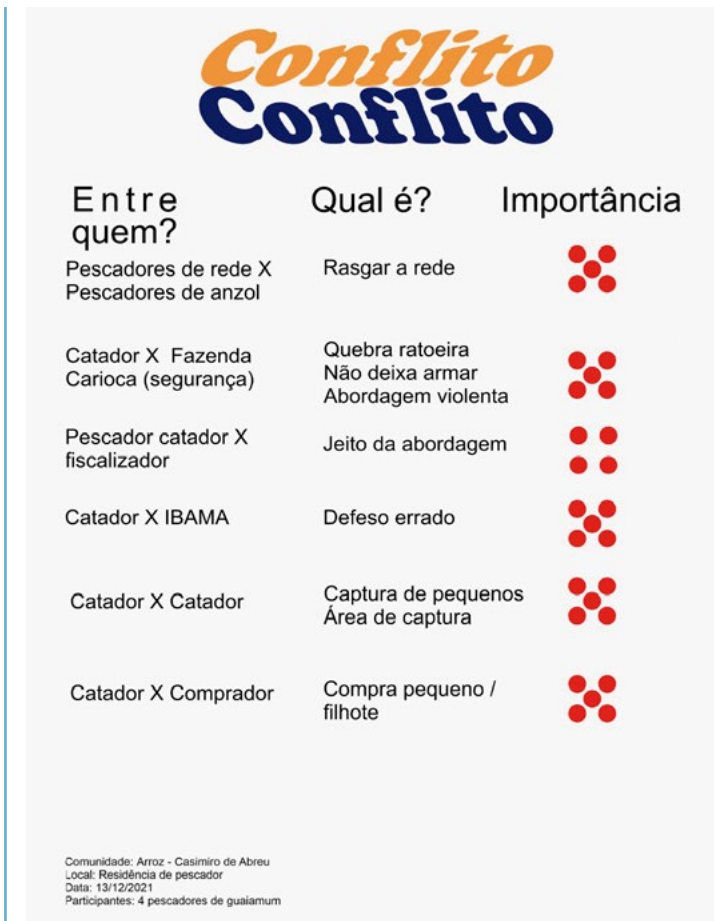 Conflito
Conflito
Entre
quem?
Qual é?
Importância
Pescadores de rede X
Pescadores de anzol
Rasgar a rede
Catador X Fazenda
Carioca (segurança)
Quebra ratoeira
Não deixa armar
Abordagem violenta
Pescador catador X
fiscalizador
Jeito da abordagem
Catador X IBAMA
Defeso errado
Catador X Catador
Captura de pequenos
Área de captura
Catador X Comprador
Compra pequeno /
filhote
Comunidade: Arroz - Casimiro de Abreu
Local: Residência de pescador
Data: 13/12/2021
Participantes: 4 pescadores de guaiamum